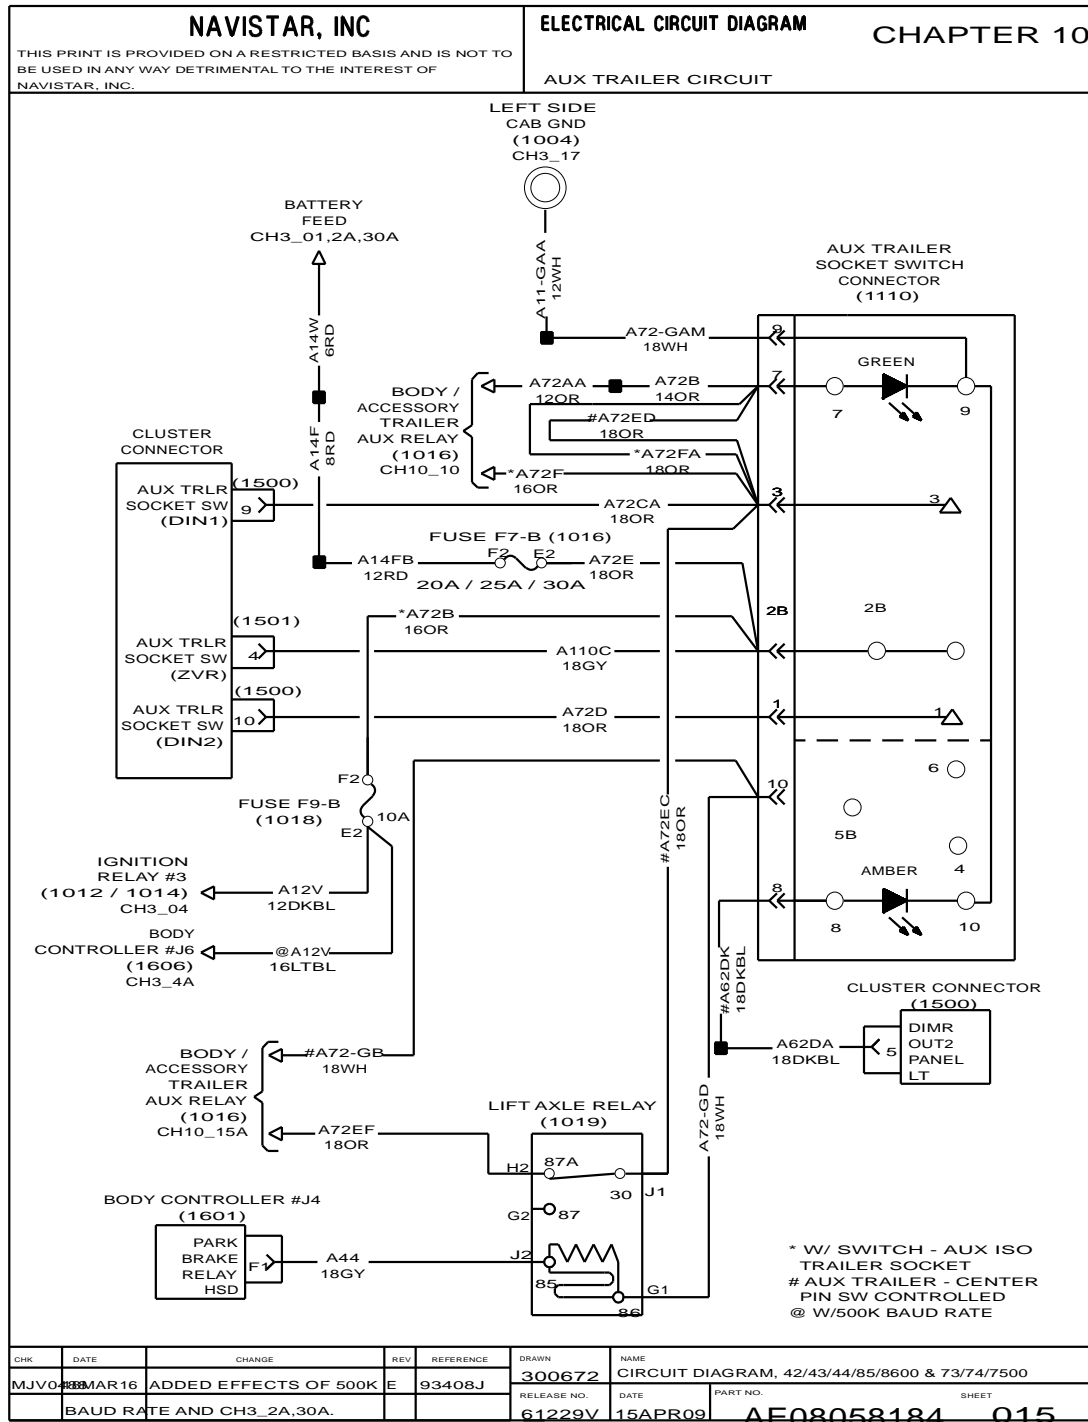 NAVISTAR, INC
THIS PRINT IS PROVIDED ON A RESTRICTED BASIS AND IS NOT TO
BE USED IN ANY WAY DETRIMENTAL TO THE INTEREST OF
NAVISTAR, INC.
ELECTRICAL CIRCUIT DIAGRAM
CHAPTER 10
AUX TRAILER CIRCUIT
LEFT SIDE
CAB GND
(1004)
CH3_17
BATTERY
FEED
CH3_01,2A,30A
A11-GAA
12WH
AUX TRAILER
SOCKET SWITCH
CONNECTOR
(1110)
A14W
6RD
A72-GAM
18WH
9
GREEN
7
7
9
BODY /
ACCESSORY
TRAILER
AUX RELAY
(1016)
CH10_10
A72AA
12OR
A72B
14OR
#A72ED
18OR
*A72FA
18OR
*A72F
16OR
A14F
8RD
CLUSTER
CONNECTOR
AUX TRLR
SOCKET SW
(DIN1)
(1500)
9
A72CA
18OR
3
3
FUSE F7-B (1016)
F2
E2
20A / 25A / 30A
A14FB
12RD
A72E
18OR
*A72B
16OR
2B
2B
AUX TRLR
SOCKET SW
(ZVR)
(1501)
4
A110C
18GY
AUX TRLR
SOCKET SW
(DIN2)
(1500)
10
A72D
18OR
1
1
F2
FUSE F9-B
(1018)
E2
10A
#A72EC
18OR
10
6
5B
4
AMBER
8
8
10
IGNITION
RELAY #3
(1012 / 1014)
CH3_04
A12V
12DKBL
BODY
CONTROLLER #J6
(1606)
CH3_4A
@A12V
16LTBL
#A62DK
18DKBL
CLUSTER CONNECTOR
(1500)
DIMR
OUT2
PANEL
LT
5
A62DA
18DKBL
BODY /
ACCESSORY
TRAILER
AUX RELAY
(1016)
CH10_15A
#A72-GB
18WH
A72EF
18OR
A72-GD
18WH
LIFT AXLE RELAY
(1019)
H2
87A
30
J1
G2
87
J2
85
86
G1
BODY CONTROLLER #J4
(1601)
PARK
BRAKE
RELAY
HSD
F1
A44
18GY
* W/ SWITCH - AUX ISO
TRAILER SOCKET
# AUX TRAILER - CENTER
PIN SW CONTROLLED
@ W/500K BAUD RATE
CHK DATE CHANGE REV REFERENCE
18MAR16 ADDED EFFECTS OF 500K E 93408J
BAUD RATE AND CH3_2A,30A.
DRAWN
300672
NAME
CIRCUIT DIAGRAM, 42/43/44/85/8600 & 73/74/7500
RELEASE NO.
61229V
DATE
15APR09
PART NO.
AF08058184
SHEET
015